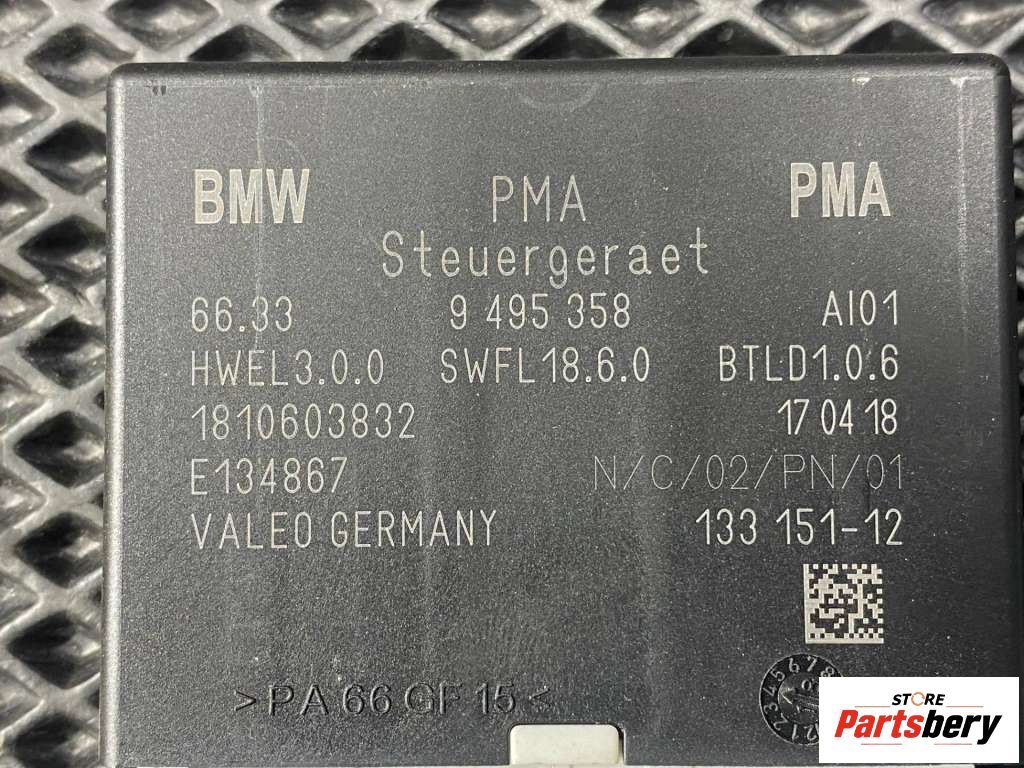 BMW PMA PMA
Steuergeraet
66.33 9 495 358 AI01
HWEL3.0.0 SWFL18.6.0 BTLD1.0.6
1810603832 17 04 18
E134867 N/C/02/PN/01
VALEO GERMANY 133 151-12
>PA 66 GF 15<
STORE
Partsbery